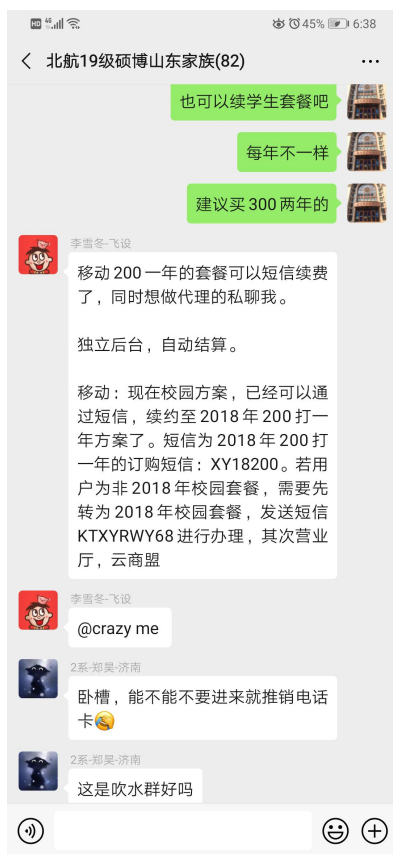 HD 4G 45% 6:38
北航19级硕博山东家族(82)
也可以续学生套餐吧
每年不一样
建议买300两年的
李雪冬-飞设
移动200一年的套餐可以短信续费
了，同时想做代理的私聊我。
独立后台，自动结算。
移动：现在校园方案，已经可以通
过短信，续约至2018年200打一
年方案了。短信为2018年200打
一年的订购短信：XY18200。若用
户为非2018年校园套餐，需要先
转为2018年校园套餐，发送短信
KTXYRWY68进行办理，其次营业
厅，云商盟
李雪冬-飞设
@crazy me
2系-郑昊-济南
卧槽，能不能不要进来就推销电话
卡
2系-郑昊-济南
这是吹水群好吗